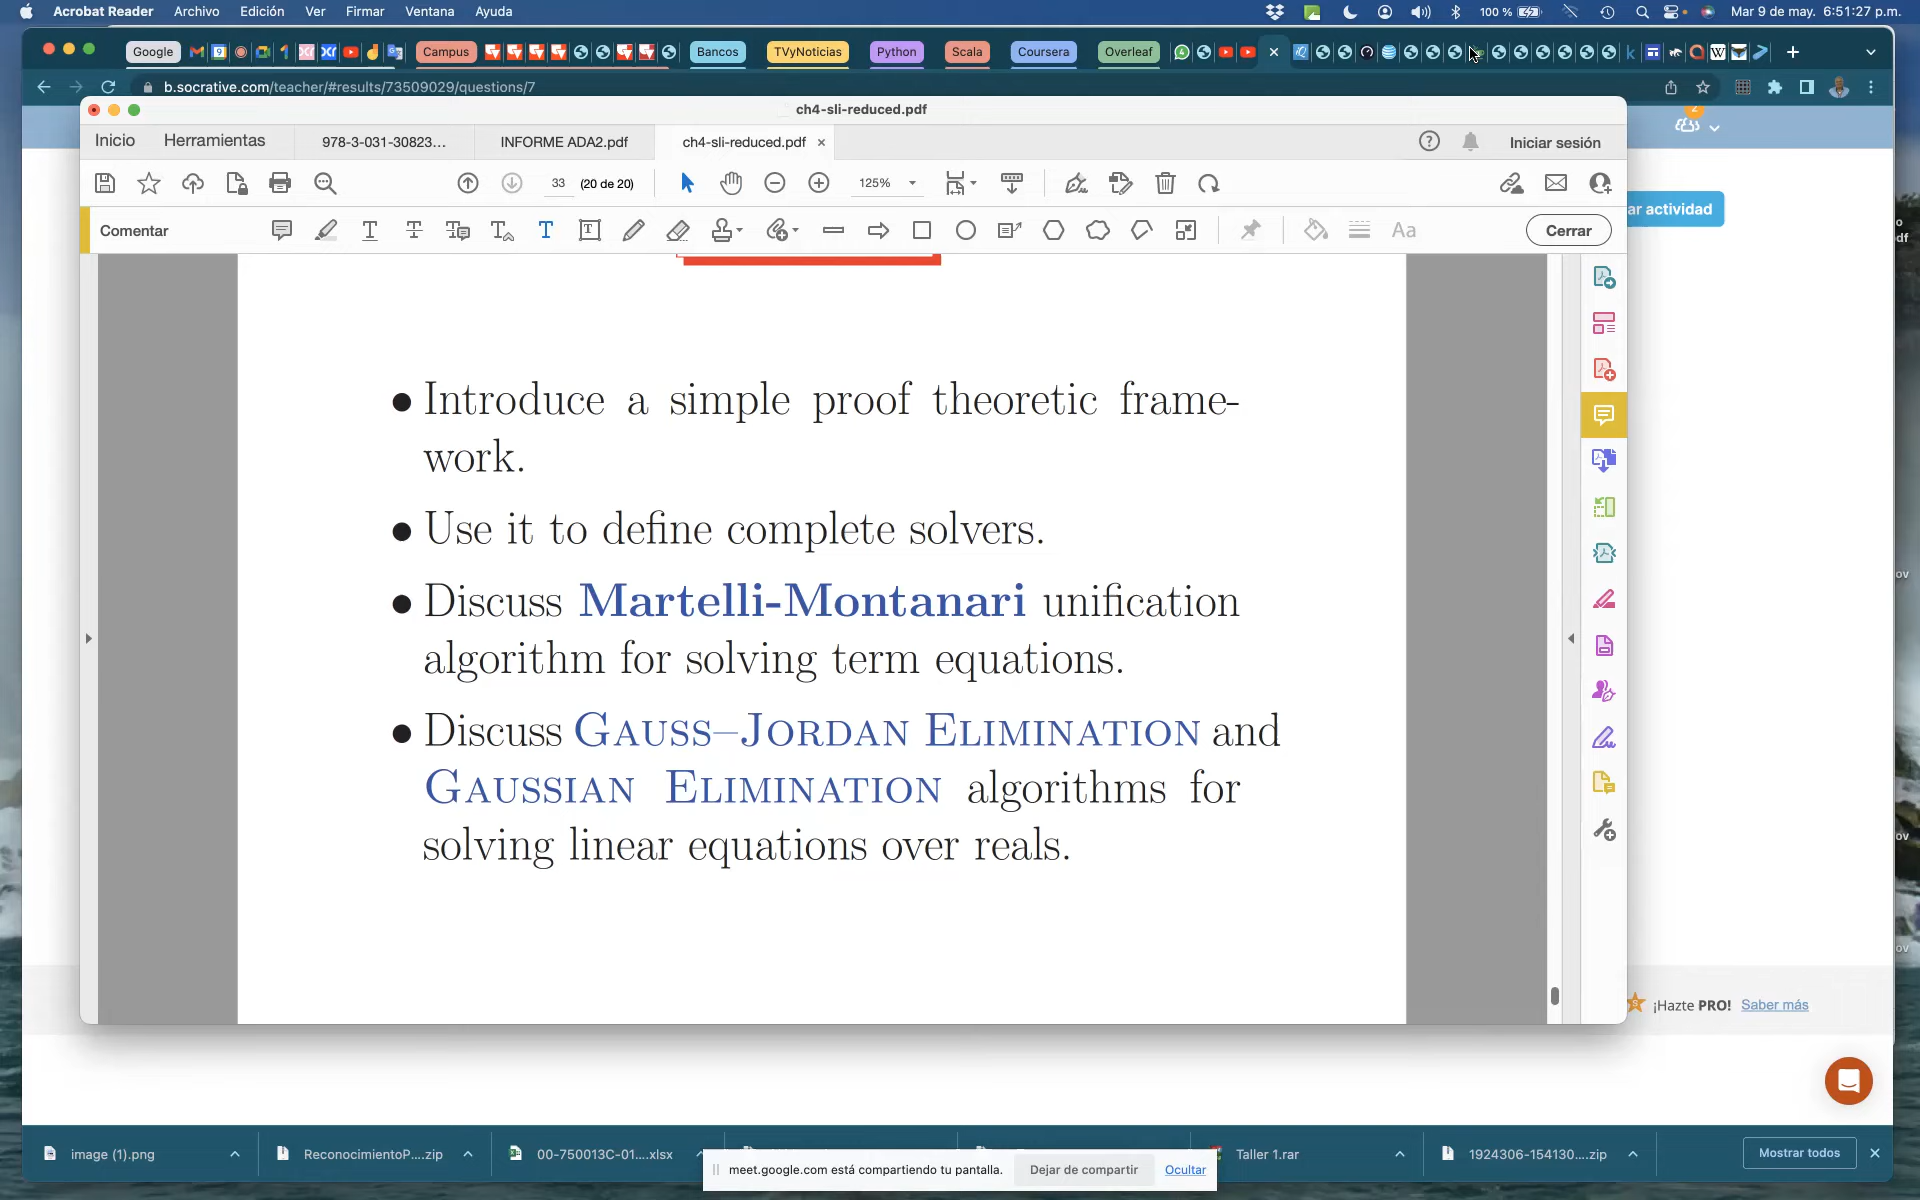 Acrobat Reader Archivo Edición Ver Firmar Ventana Ayuda 100 % Mar 9 de may. 6:51:27 p.m.
Google Campus Bancos TVyNoticias Python Scala Coursera Overleaf
b.socrative.com/teacher/#results/73509029/questions/7
ch4-sli-reduced.pdf
Inicio Herramientas 978-3-031-30823... INFORME ADA2.pdf ch4-sli-reduced.pdf Iniciar sesión
33 (20 de 20) 125%
ar actividad
Comentar Cerrar
• Introduce a simple proof theoretic frame-
work.
• Use it to define complete solvers.
• Discuss Martelli-Montanari unification
algorithm for solving term equations.
• Discuss GAUSS–JORDAN ELIMINATION and
GAUSSIAN ELIMINATION algorithms for
solving linear equations over reals.
¡Hazte PRO! Saber más
image (1).png ReconocimientoP....zip 00-750013C-01....xlsx Taller 1.rar 1924306-154130....zip Mostrar todos
meet.google.com está compartiendo tu pantalla. Dejar de compartir Ocultar